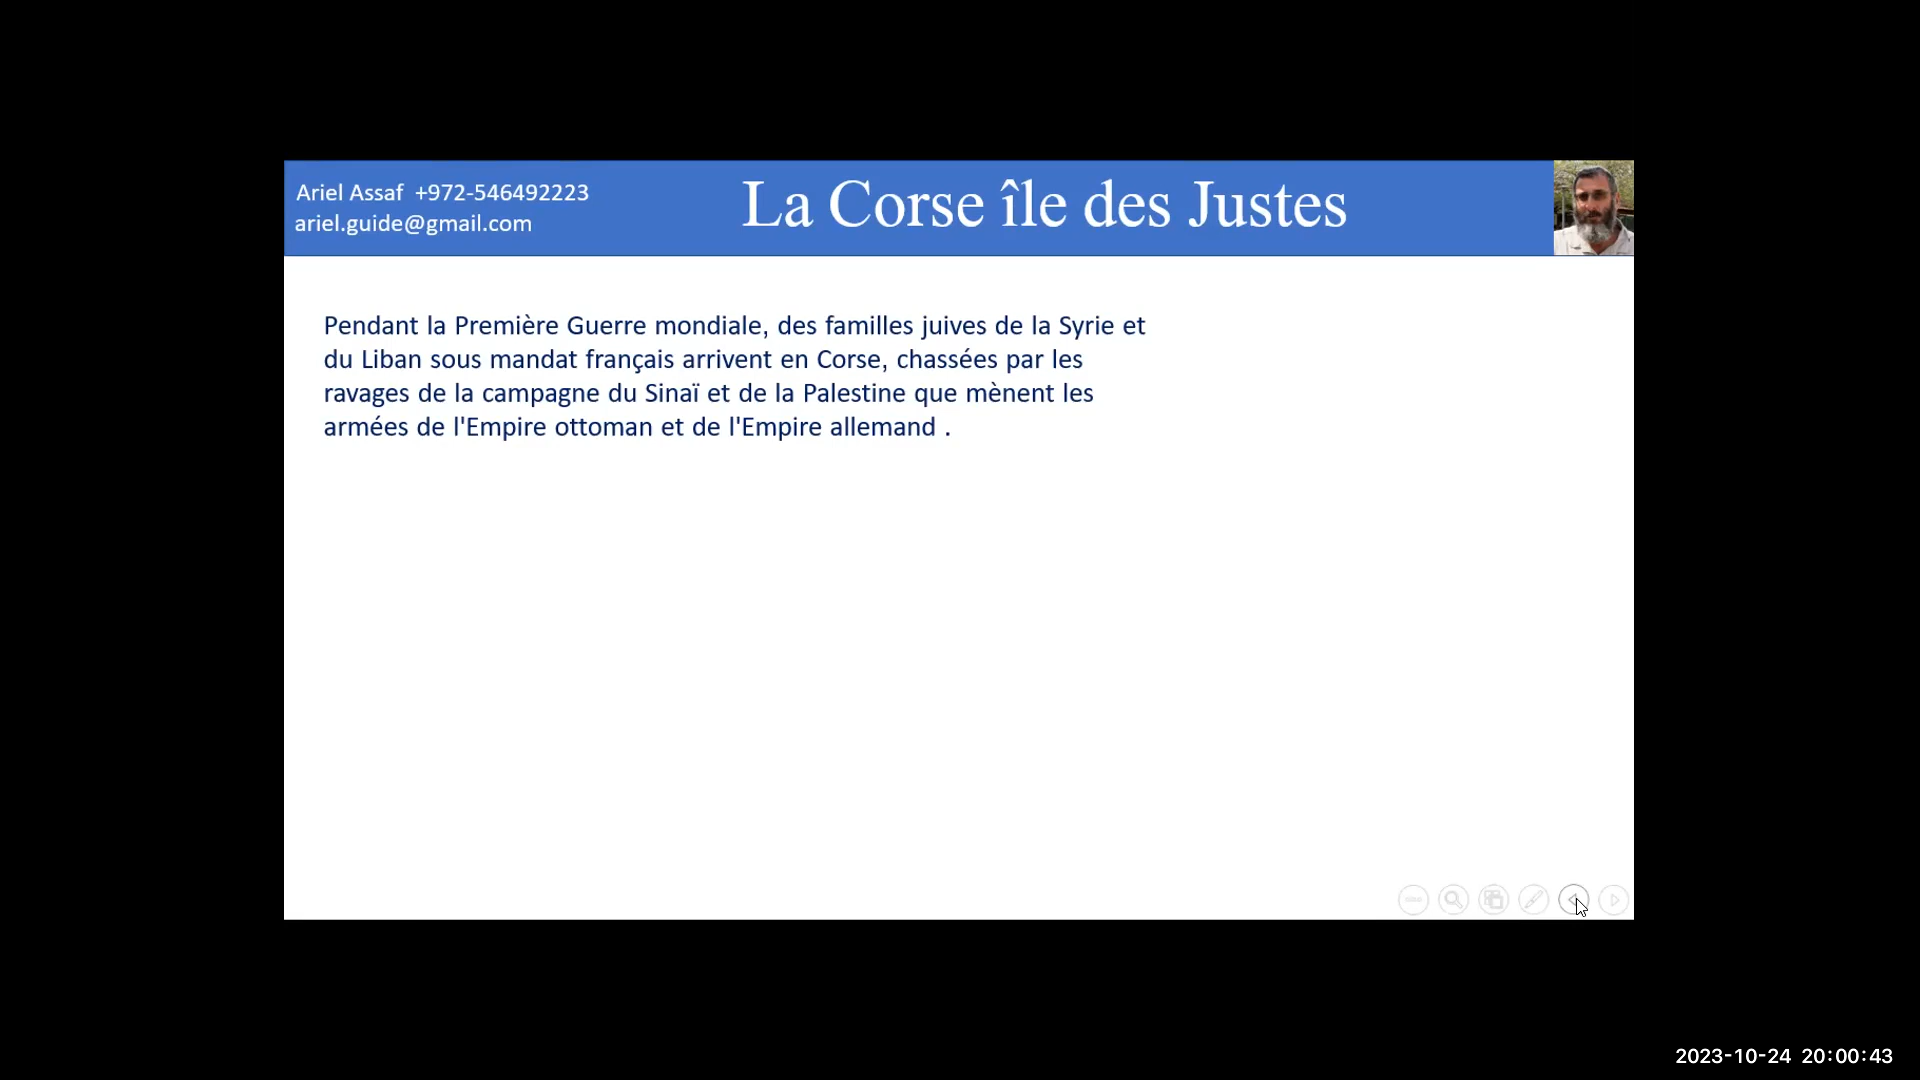 Ariel Assaf +972-546492223
ariel.guide@gmail.com
La Corse île des Justes
Pendant la Première Guerre mondiale, des familles juives de la Syrie et
du Liban sous mandat français arrivent en Corse, chassées par les
ravages de la campagne du Sinaï et de la Palestine que mènent les
armées de l'Empire ottoman et de l'Empire allemand .
2023-10-24 20:00:43